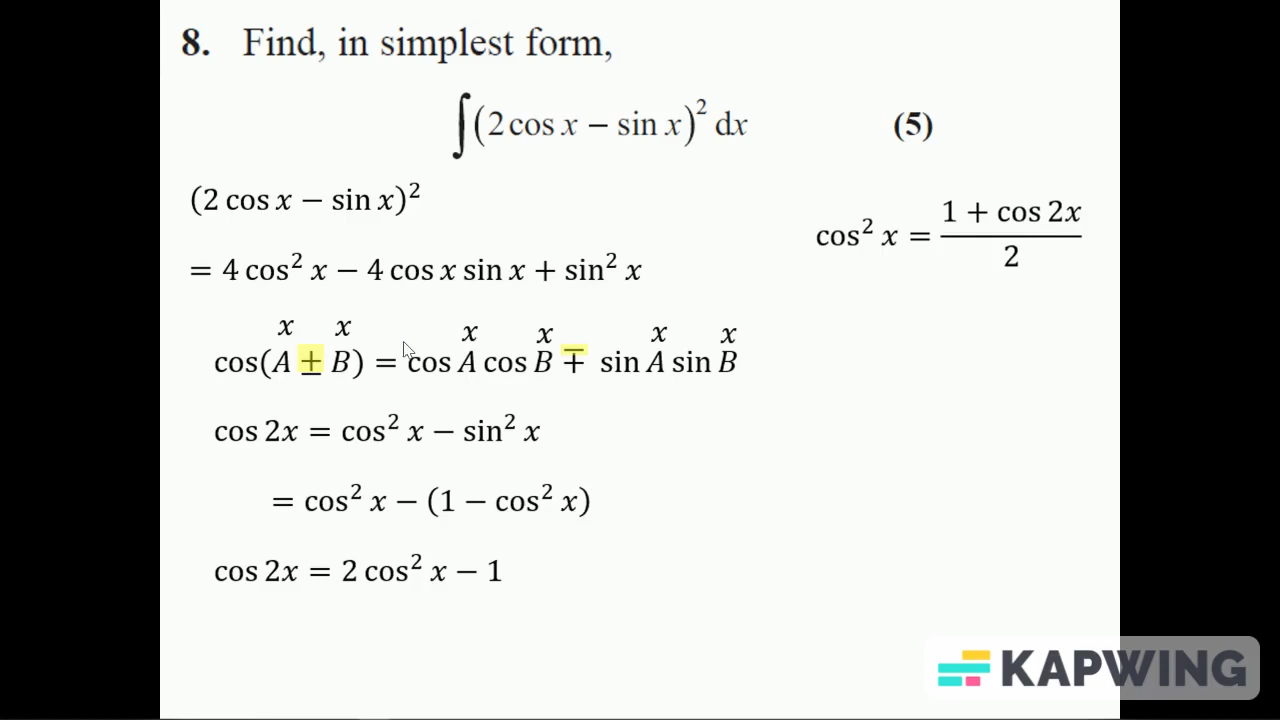 8. Find, in simplest form,
∫(2 cos x − sin x)² dx (5)
(2 cos x − sin x)²
cos² x = (1 + cos 2x)/2
= 4 cos² x − 4 cos x sin x + sin² x
x x x x x x
cos(A ± B) = cos A cos B ∓ sin A sin B
cos 2x = cos² x − sin² x
= cos² x − (1 − cos² x)
cos 2x = 2 cos² x − 1
KAPWING